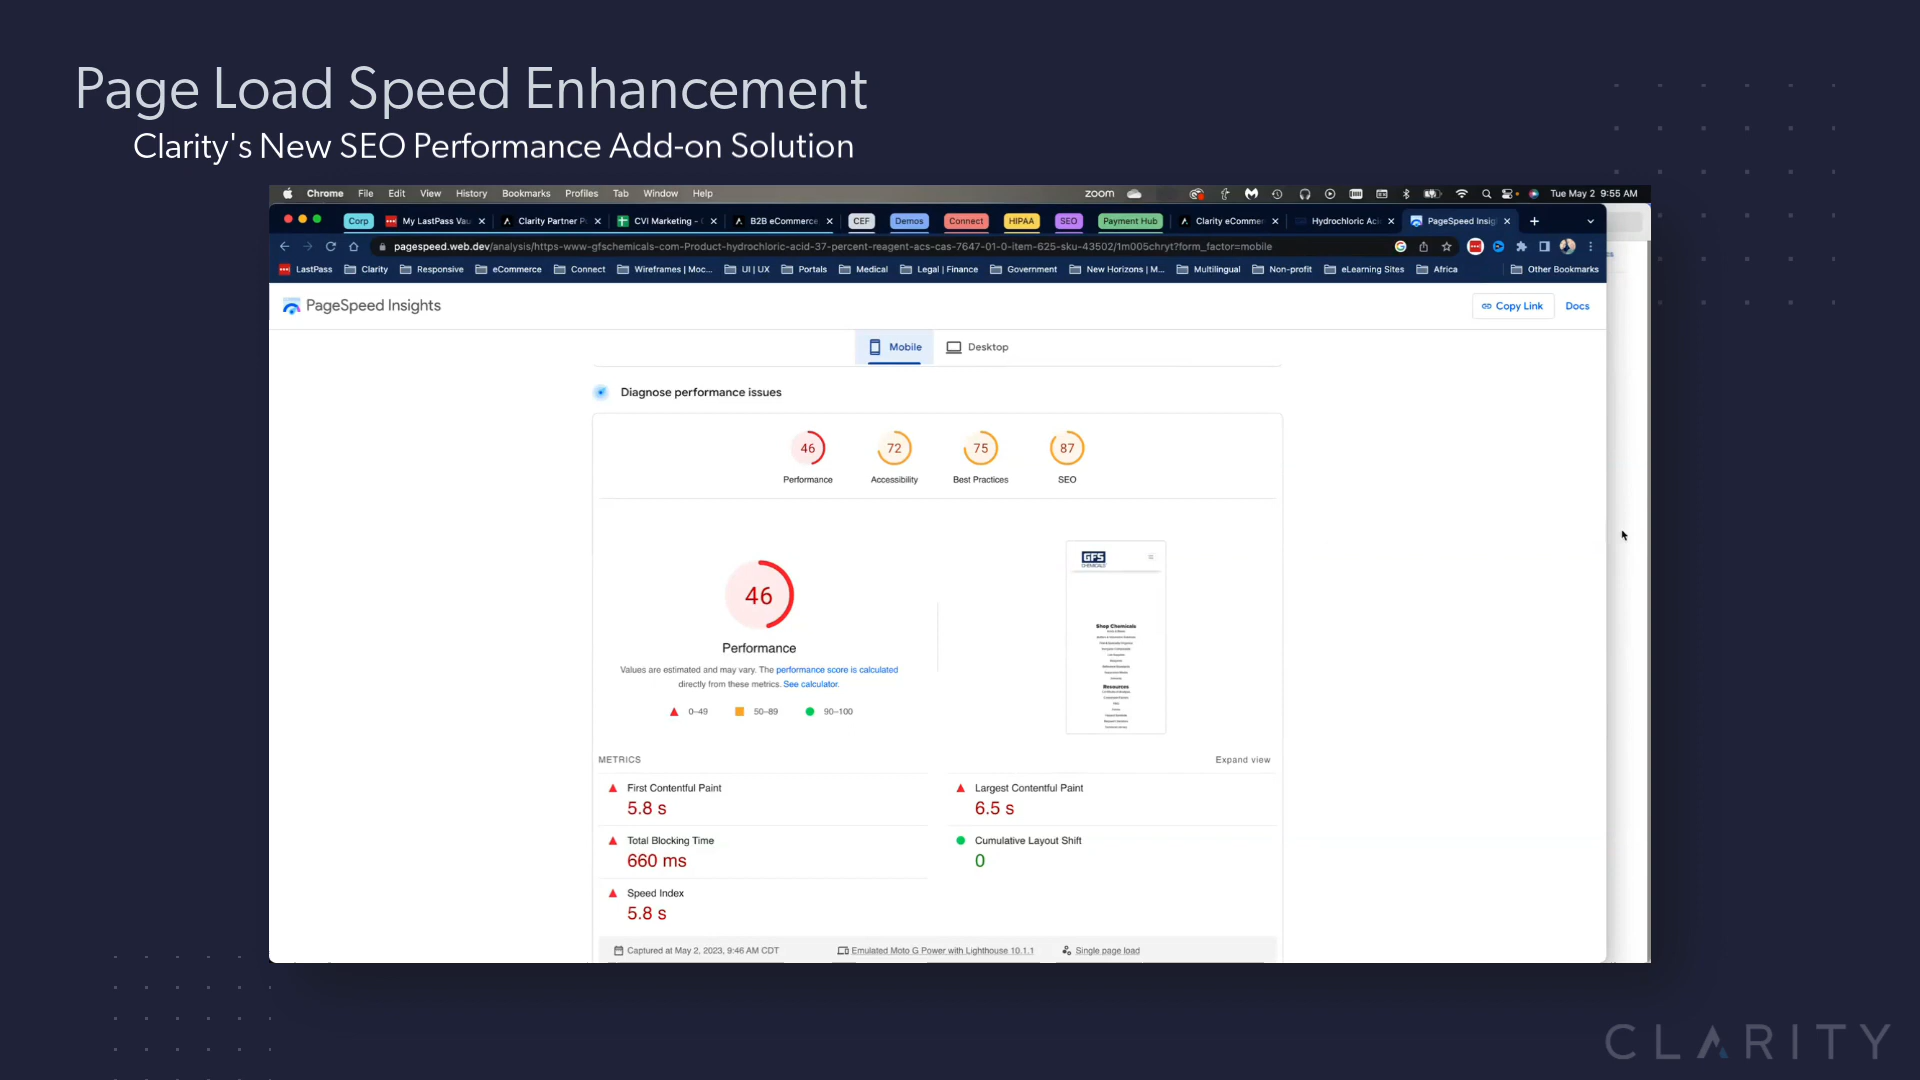 Page Load Speed Enhancement
Clarity's New SEO Performance Add-on Solution
Chrome File Edit View History Bookmarks Profiles Tab Window Help zoom Tue May 2 9:55 AM
Corp My LastPass Vau Clarity Partner P CVI Marketing - B2B eCommerce CEF Demos Connect HIPAA SEO Payment Hub Clarity eCommer Hydrochloric Aci PageSpeed Insig
pagespeed.web.dev/analysis/https-www-gfschemicals-com-Product-hydrochloric-acid-37-percent-reagent-acs-cas-7647-01-0-item-625-sku-43502/1m005chryt?form_factor=mobile
LastPass Clarity Responsive eCommerce Connect Wireframes | Moc... UI | UX Portals Medical Legal | Finance Government New Horizons | M... Multilingual Non-profit eLearning Sites Africa Other Bookmarks
PageSpeed Insights Copy Link Docs
Mobile Desktop
Diagnose performance issues
46 72 75 87
Performance Accessibility Best Practices SEO
GFS
CHEMICALS
46
Shop Chemicals
Performance
Values are estimated and may vary. The performance score is calculated
directly from these metrics. See calculator.
Resources
0–49 50–89 90–100
METRICS Expand view
First Contentful Paint Largest Contentful Paint
5.8 s 6.5 s
Total Blocking Time Cumulative Layout Shift
660 ms 0
Speed Index
5.8 s
Captured at May 2, 2023, 9:46 AM CDT Emulated Moto G Power with Lighthouse 10.1.1 Single page load
CLARITY